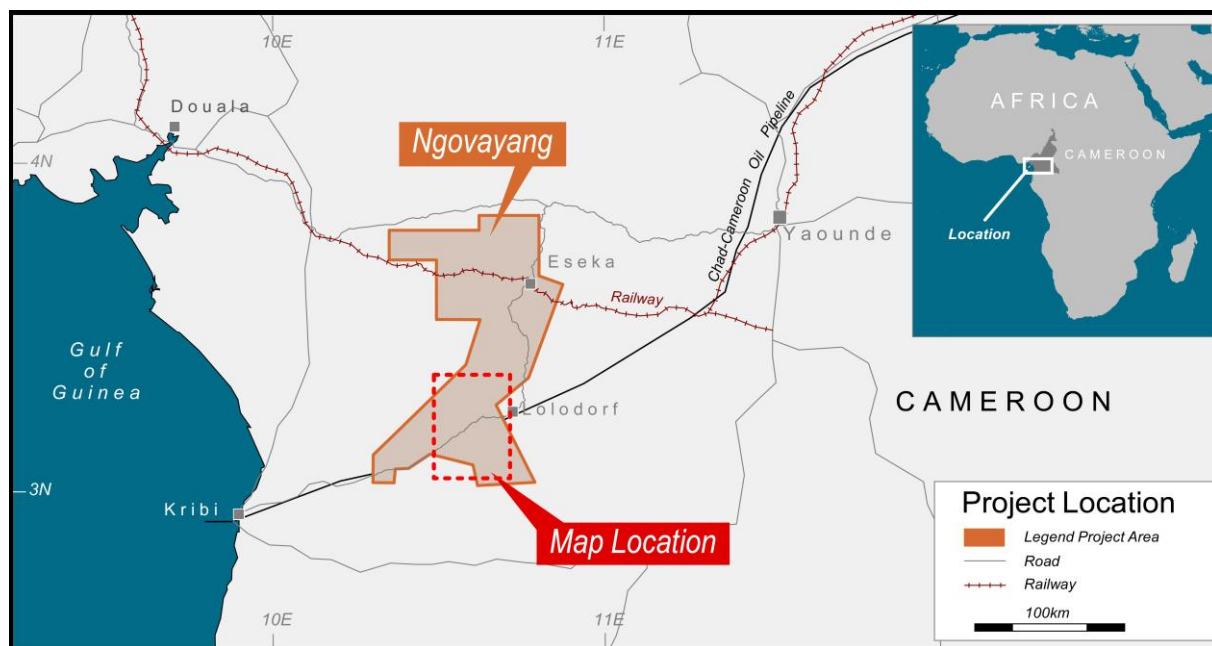 10E
11E
Douala
4N
Ngovayang
Chad-Cameroon Oil Pipeline
Yaounde
Eseka
Railway
AFRICA
CAMEROON
Location
Gulf
of
Guinea
Lolodorf
CAMEROON
3N
Kribi
Map Location
10E
11E
Project Location
Legend Project Area
Road
Railway
100km